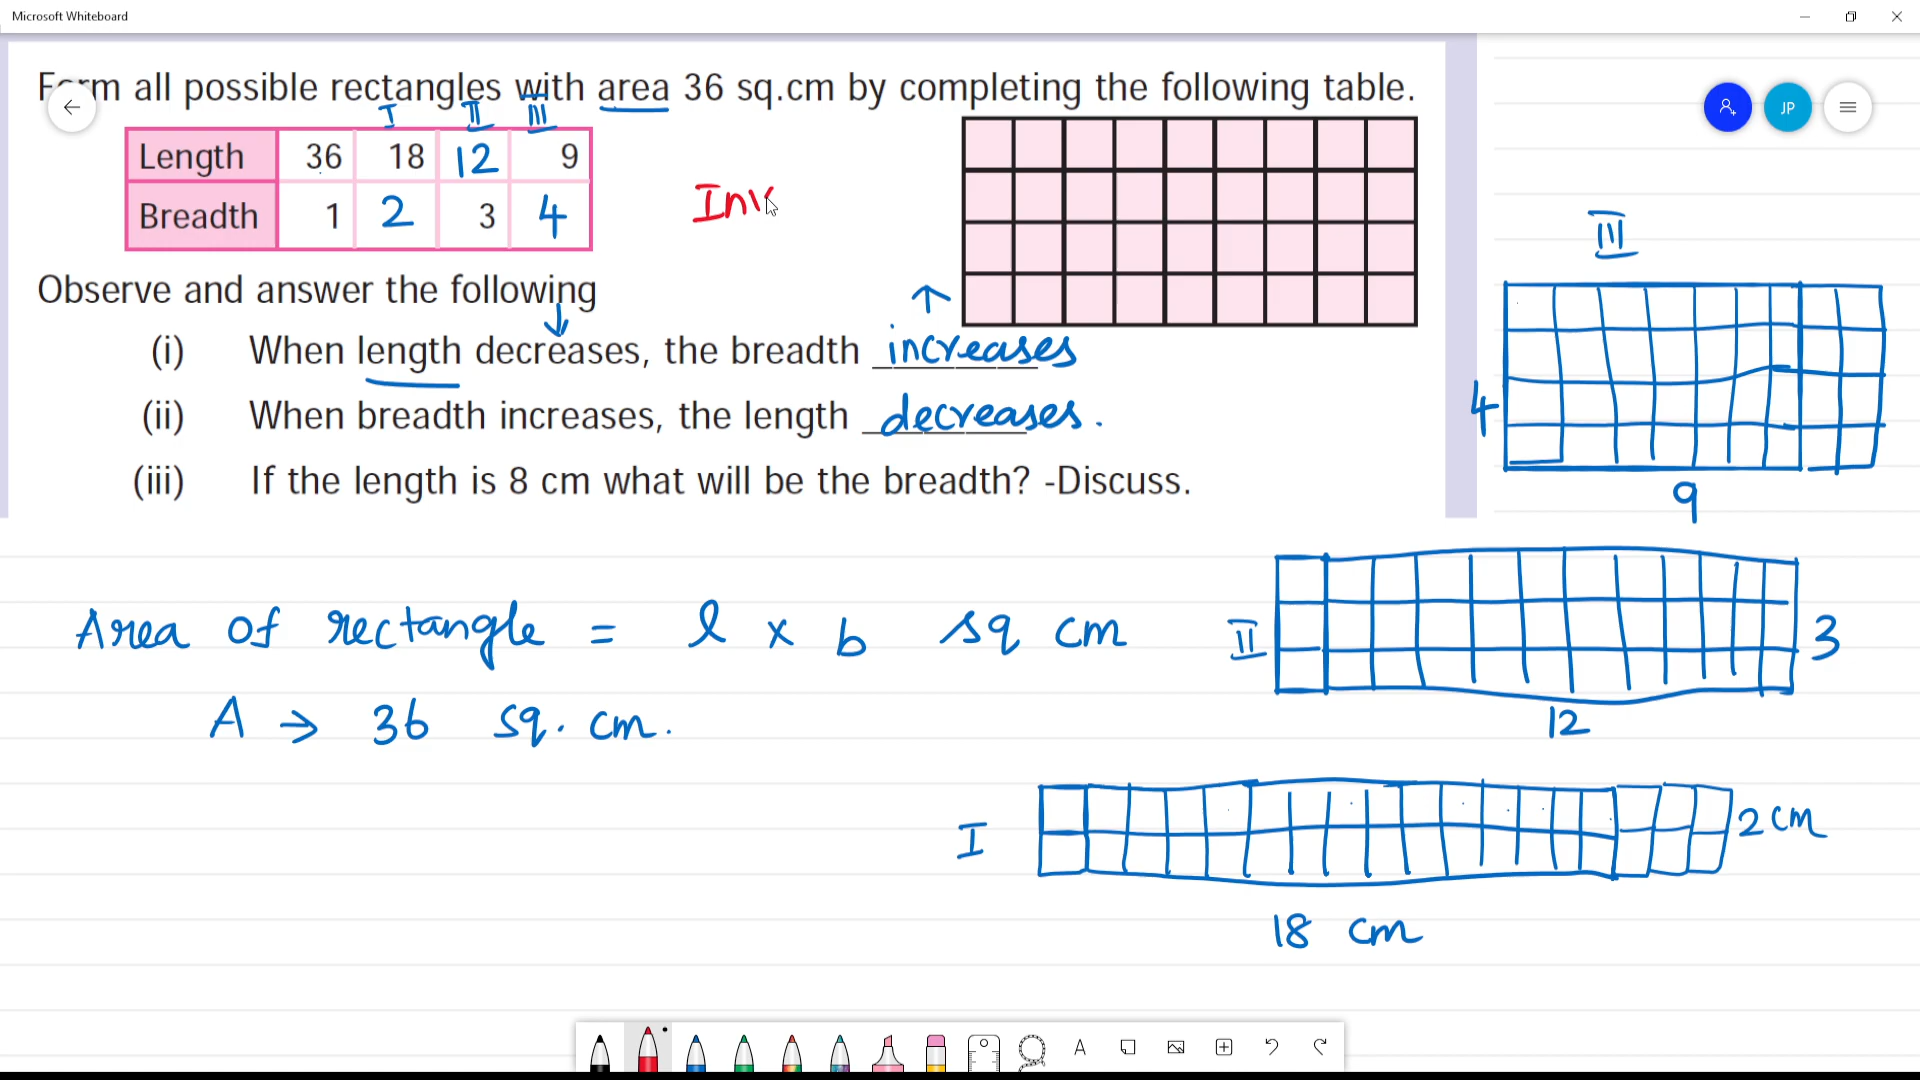 Microsoft Whiteboard
Form all possible rectangles with area 36 sq.cm by completing the following table.
I II III
Length 36 18 12 9
Breadth 1 2 3 4
Observe and answer the following
(i) When length decreases, the breadth increases
(ii) When breadth increases, the length decreases.
(iii) If the length is 8 cm what will be the breadth? -Discuss.
JP
III
4
9
Area of rectangle = l x b sq cm
A → 36 sq. cm.
II
3
12
I
2 cm
18 cm
A